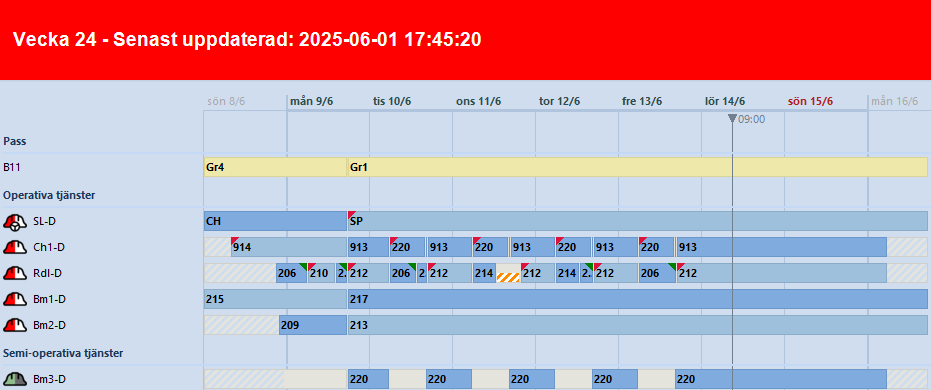 Vecka 24 - Senast uppdaterad: 2025-06-01 17:45:20
sön 8/6 mån 9/6 tis 10/6 ons 11/6 tor 12/6 fre 13/6 lör 14/6 sön 15/6 mån 16/6
09:00
Pass
B11 Gr4 Gr1
Operativa tjänster
SL-D CH SP
Ch1-D 914 913 220 913 220 913 220 913 220 913
Rdl-D 206 210 2. 212 206 2 212 214 212 214 2. 212 206 212
Bm1-D 215 217
Bm2-D 209 213
Semi-operativa tjänster
Bm3-D 220 220 220 220 220